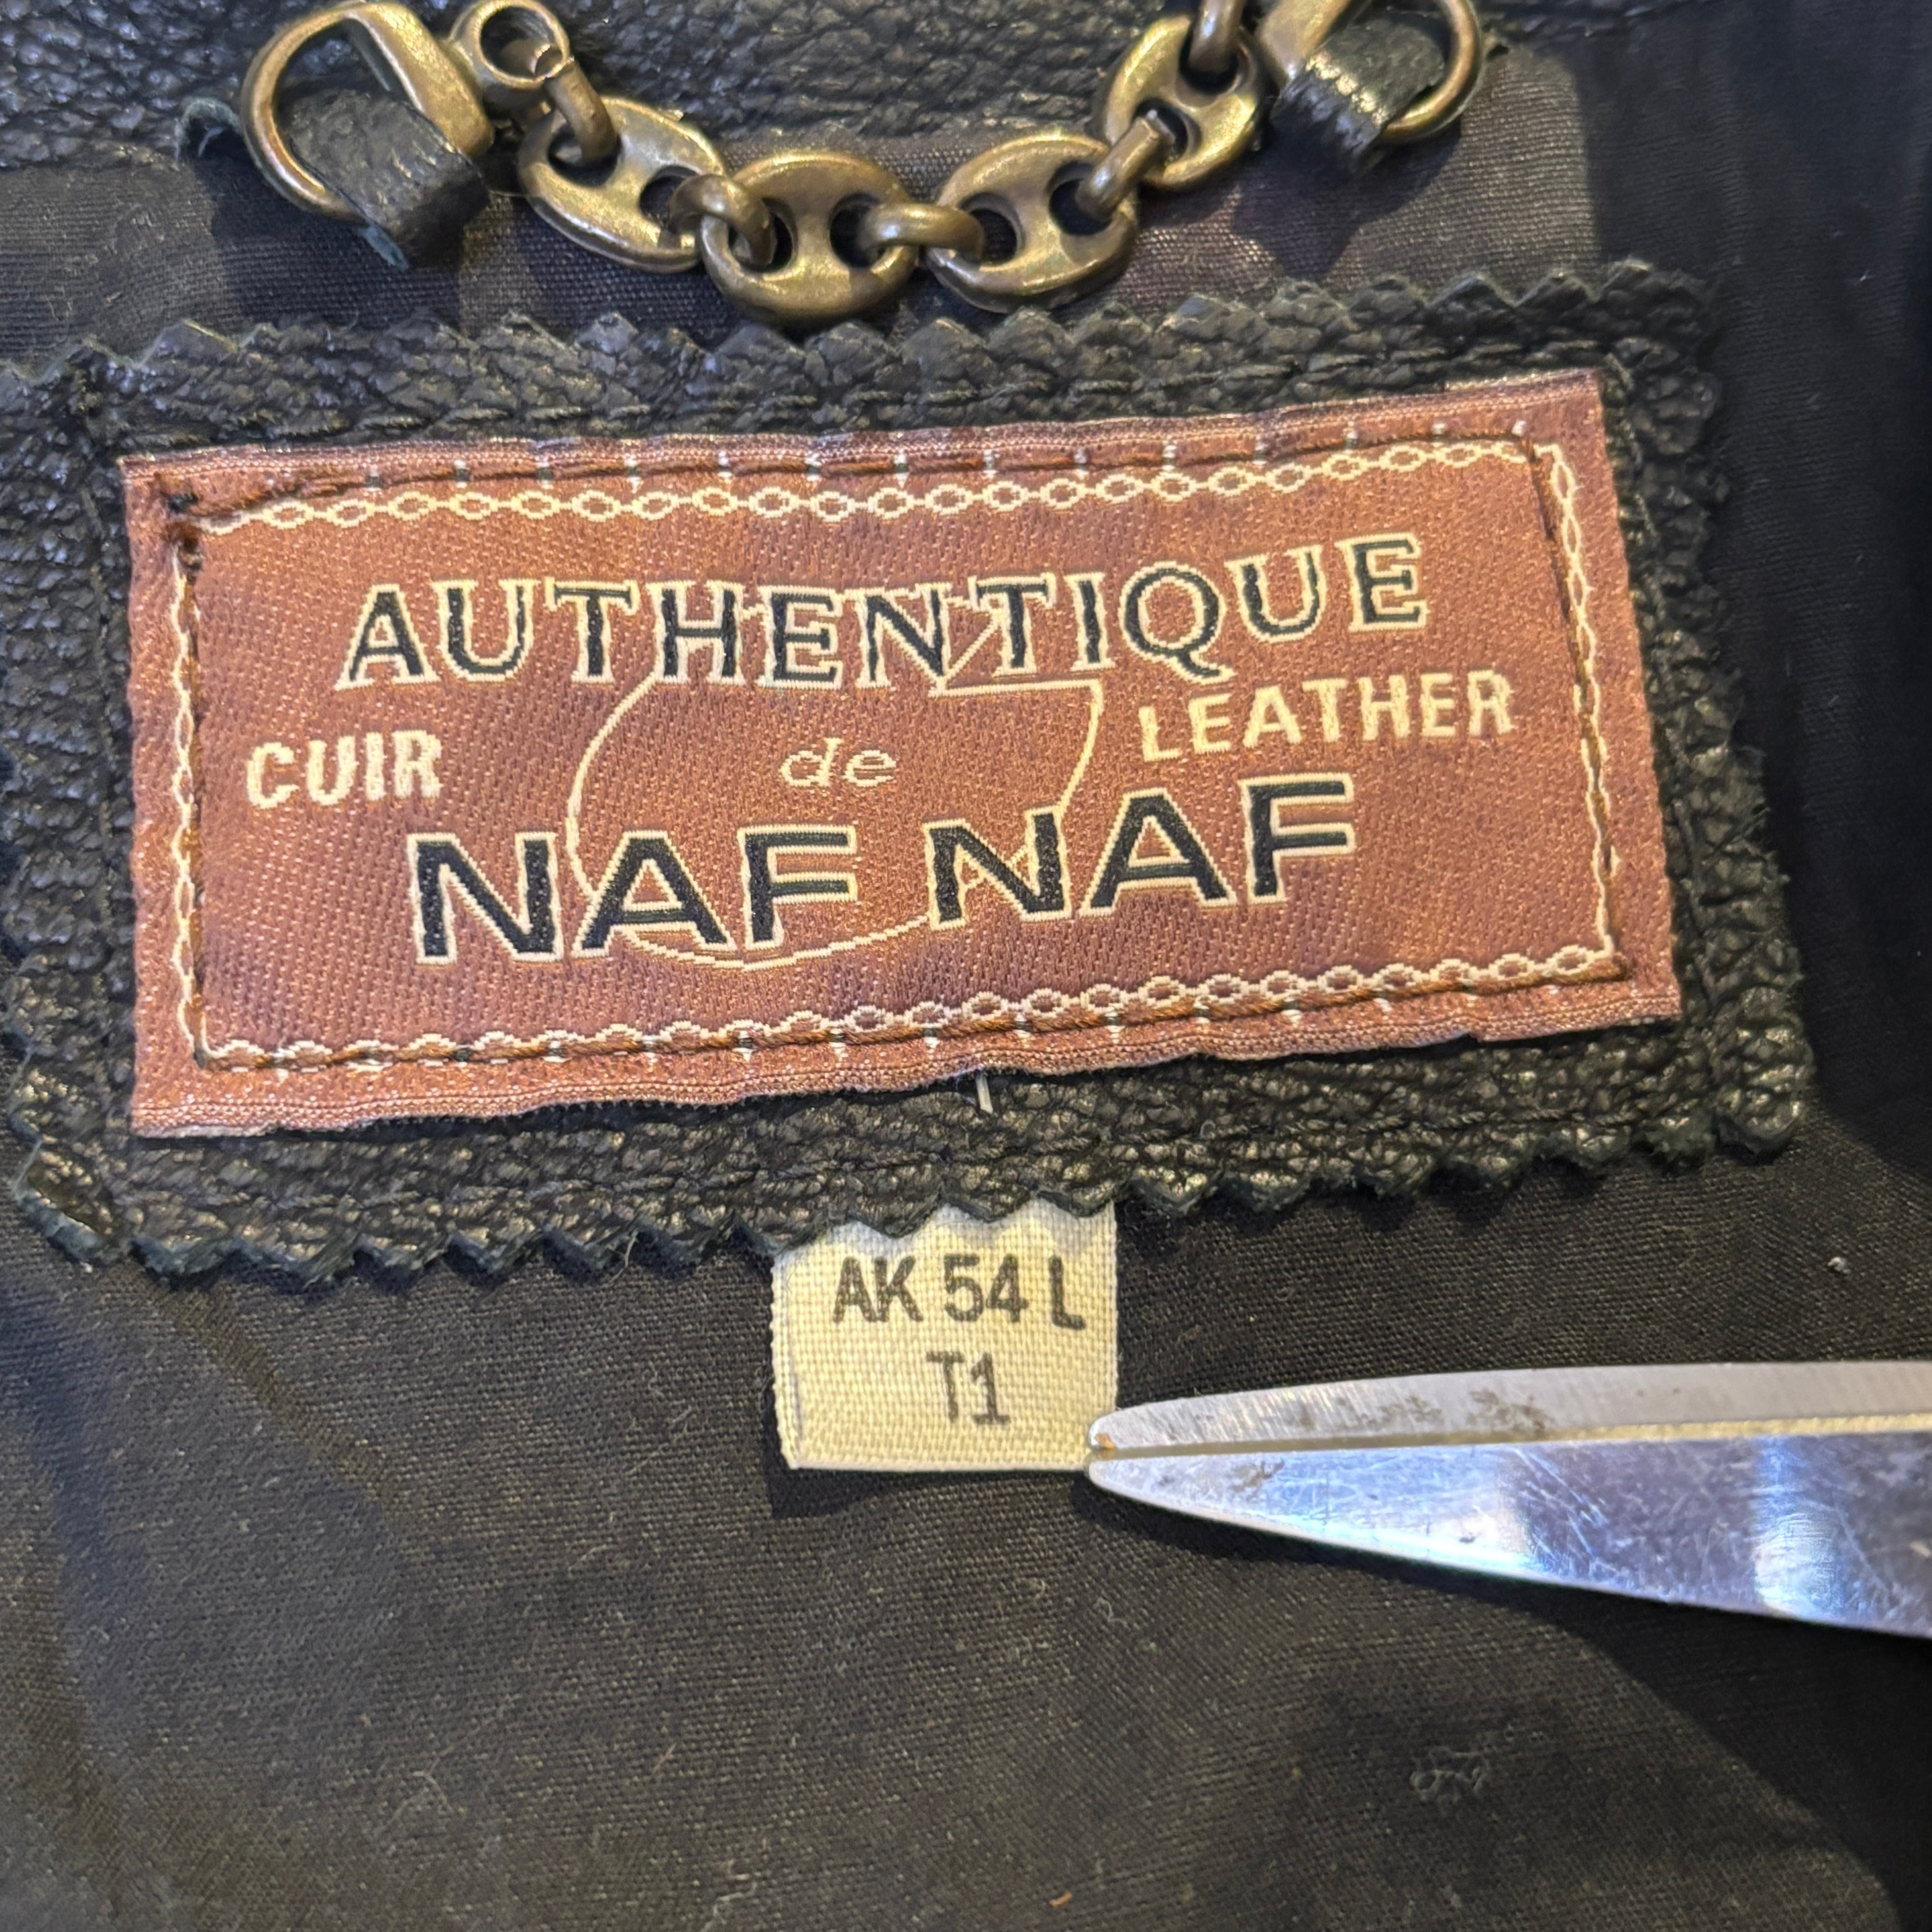 AUTHENTIQUE
CUIR de LEATHER
NAF NAF
AK 54 L
T1